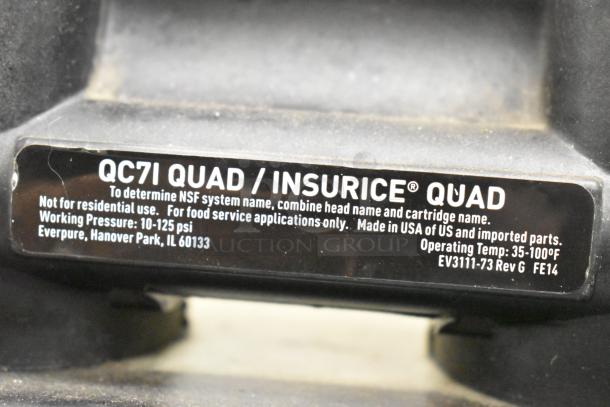 QC7I QUAD / INSURICE® QUAD
To determine NSF system name, combine head name and cartridge name.
Not for residential use. For food service applications only. Made in USA of US and imported parts.
Working Pressure: 10-125 psi Operating Temp: 35-100°F
Everpure, Hanover Park, IL 60133 EV3111-73 Rev G FE14
AUCTION GROUP